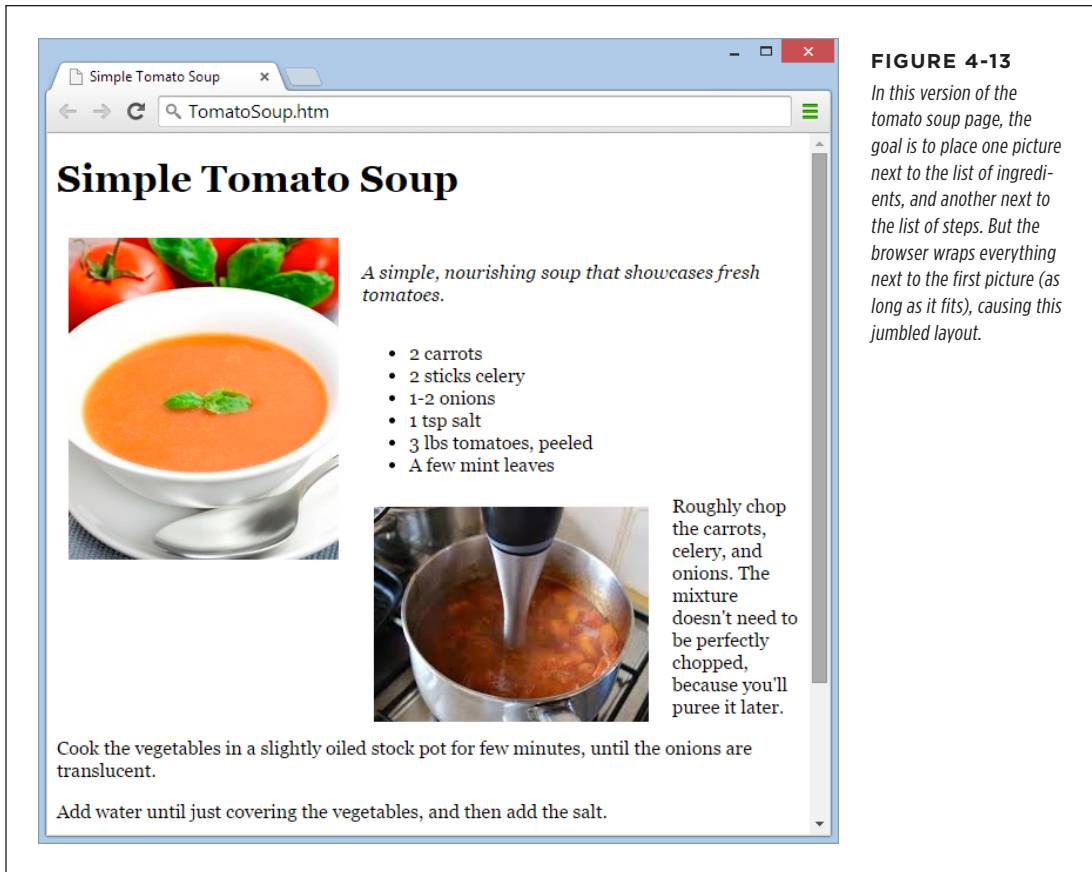 Simple Tomato Soup
TomatoSoup.htm
Simple Tomato Soup
A simple, nourishing soup that showcases fresh
tomatoes.
• 2 carrots
• 2 sticks celery
• 1-2 onions
• 1 tsp salt
• 3 lbs tomatoes, peeled
• A few mint leaves
Roughly chop
the carrots,
celery, and
onions. The
mixture
doesn't need to
be perfectly
chopped,
because you'll
puree it later.
Cook the vegetables in a slightly oiled stock pot for few minutes, until the onions are
translucent.
Add water until just covering the vegetables, and then add the salt.
FIGURE 4-13
In this version of the
tomato soup page, the
goal is to place one picture
next to the list of ingredi-
ents, and another next to
the list of steps. But the
browser wraps everything
next to the first picture (as
long as it fits), causing this
jumbled layout.